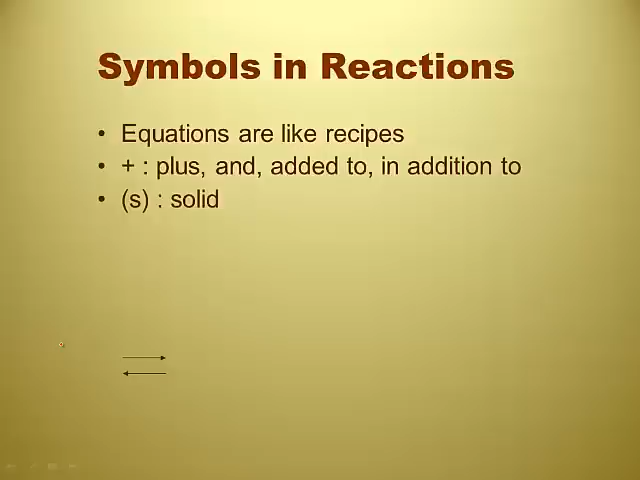 Symbols in Reactions
• Equations are like recipes
• + : plus, and, added to, in addition to
• (s) : solid